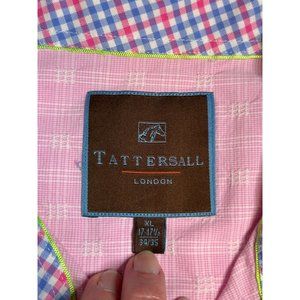 TATTERSALL
LONDON
XL
17-17½
34/35